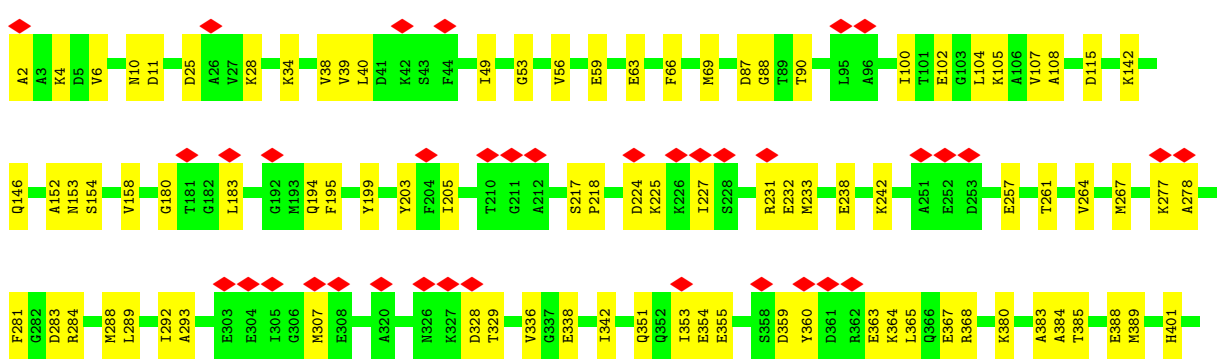 A2 A3 K4 D5 V6 N10 D11 D25 A26 V27 K28 K34 V38 V39 L40 D41 K42 S43 F44 I49 G53 V56 E59 E63 F66 M69 D87 G88 T89 T90 L95 A96 I100 T101 E102 G103 L104 K105 A106 V107 A108 D115 K142
Q146 A152 N153 S154 V158 G180 T181 G182 L183 G192 M193 Q194 F195 Y199 Y203 F204 I205 T210 G211 A212 S217 P218 D224 K225 K226 I227 S228 R231 E232 M233 E238 K242 A251 E252 D253 E257 T261 V264 M267 K277 A278
F281 G282 D283 R284 M288 L289 I292 A293 E303 E304 I305 G306 M307 E308 A320 N326 K327 D328 T329 V336 G337 E338 I342 Q351 Q352 I353 E354 E355 S358 D359 Y360 D361 R362 E363 K364 L365 Q366 E367 R368 K380 A383 A384 T385 E388 M389 H401